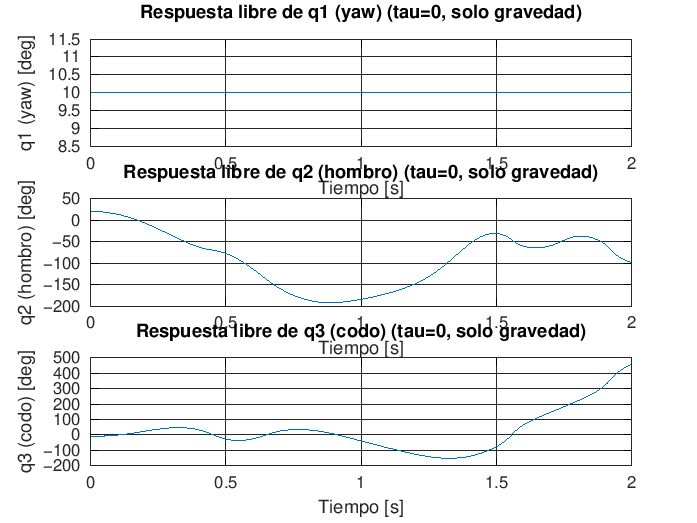 Respuesta libre de q1 (yaw) (tau=0, solo gravedad)
q1 (yaw) [deg]
11.5
11
10.5
10
9.5
9
8.5
0 0.5 1 1.5 2
Tiempo [s]
Respuesta libre de q2 (hombro) (tau=0, solo gravedad)
q2 (hombro) [deg]
50
0
−50
−100
−150
−200
0 0.5 1 1.5 2
Tiempo [s]
Respuesta libre de q3 (codo) (tau=0, solo gravedad)
q3 (codo) [deg]
500
400
300
200
100
0
−100
−200
0 0.5 1 1.5 2
Tiempo [s]